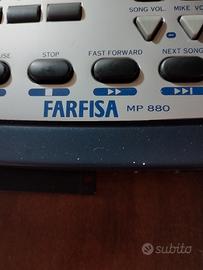 SONG VOL. MIKE VO
USE STOP FAST FORWARD NEXT SONG
FARFISA MP 880
subito